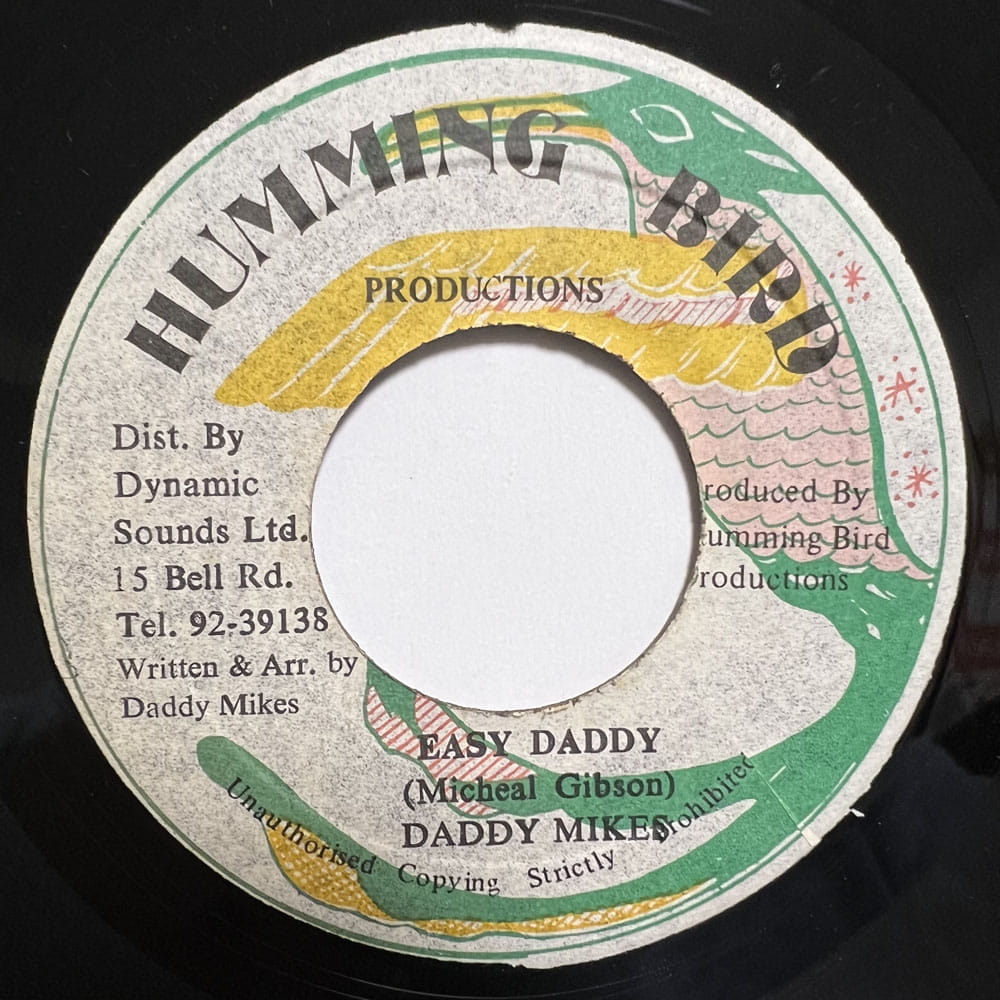 HUMMING BIRD
PRODUCTIONS
Dist. By
Dynamic
Sounds Ltd.
15 Bell Rd.
Tel. 92-39138
Written & Arr. by
Daddy Mikes
roduced By
umming Bird
roductions
EASY DADDY
(Micheal Gibson)
DADDY MIKES
Unauthorised Copying Strictly Prohibited